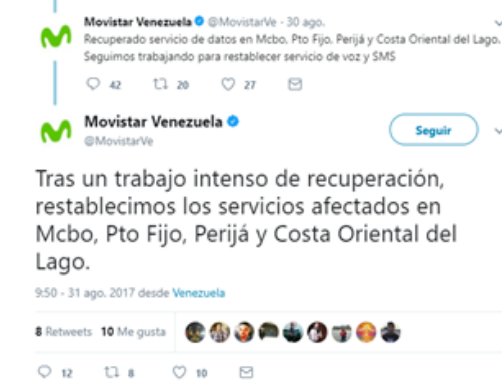 Movistar Venezuela @MovistarVe - 30 ago.
Recuperado servicio de datos en Mcbo, Pto Fijo, Perijá y Costa Oriental del Lago.
Seguimos trabajando para restablecer servicio de voz y SMS
42 20 27
Movistar Venezuela
@MovistarVe
Seguir
Tras un trabajo intenso de recuperación,
restablecimos los servicios afectados en
Mcbo, Pto Fijo, Perijá y Costa Oriental del
Lago.
9:50 - 31 ago. 2017 desde Venezuela
8 Retweets 10 Me gusta
12 8 10